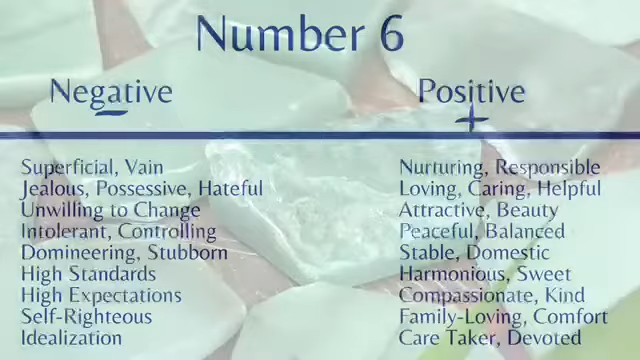 Number 6
Negative
–
Positive
+
Superficial, Vain
Jealous, Possessive, Hateful
Unwilling to Change
Intolerant, Controlling
Domineering, Stubborn
High Standards
High Expectations
Self-Righteous
Idealization
Nurturing, Responsible
Loving, Caring, Helpful
Attractive, Beauty
Peaceful, Balanced
Stable, Domestic
Harmonious, Sweet
Compassionate, Kind
Family-Loving, Comfort
Care Taker, Devoted